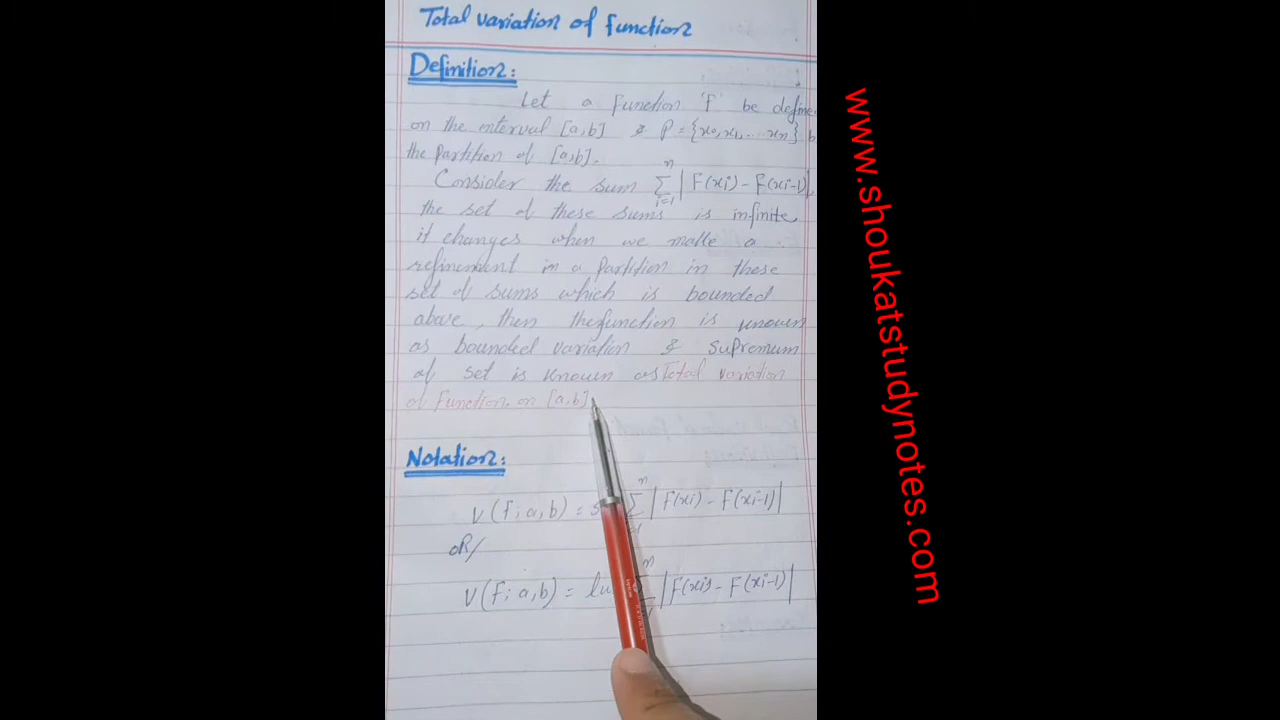 Total variation of function
Definition:
Let a function 'f' be define
on the interval [a,b] & P = {x0, x1, ... xn} b
the partition of [a,b].
Consider the sum n∑i=1 | F(xi) - F(xi-1)|,
the set of these sums is infinite
it changes when we make a
refinement in a partition in these
set of sums which is bounded
above, then the function is known
as bounded variation & supremum
of set is known as Total variation
of Function on [a,b]
Notation:
V(f; a, b) = s n∑i=1 | F(xi) - F(xi-1)|
OR/
V(f; a, b) = lu n∑ | F(xi) - F(xi-1)|
www.shoukatstudynotes.com